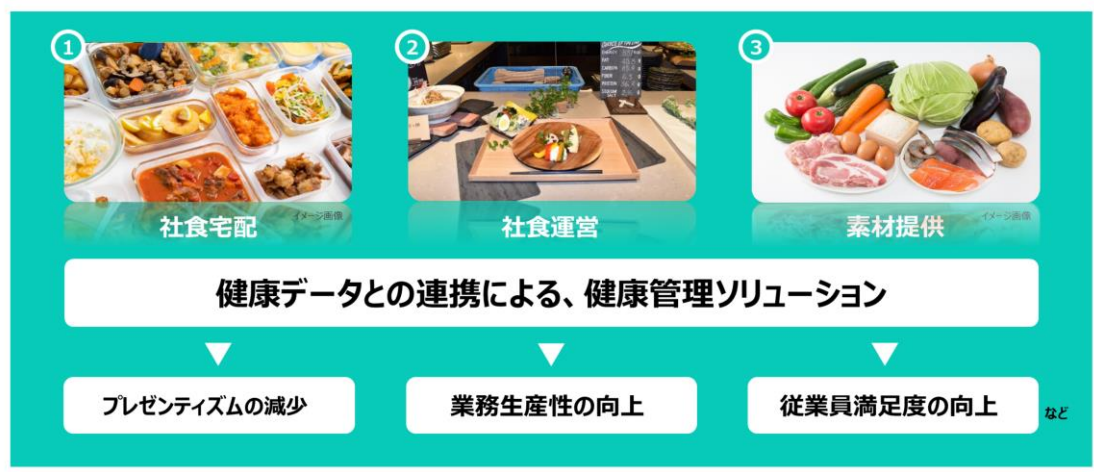 1
2
3
イメージ画像
イメージ画像
社食宅配
社食運営
素材提供
健康データとの連携による、健康管理ソリューション
プレゼンティズムの減少
業務生産性の向上
従業員満足度の向上
など